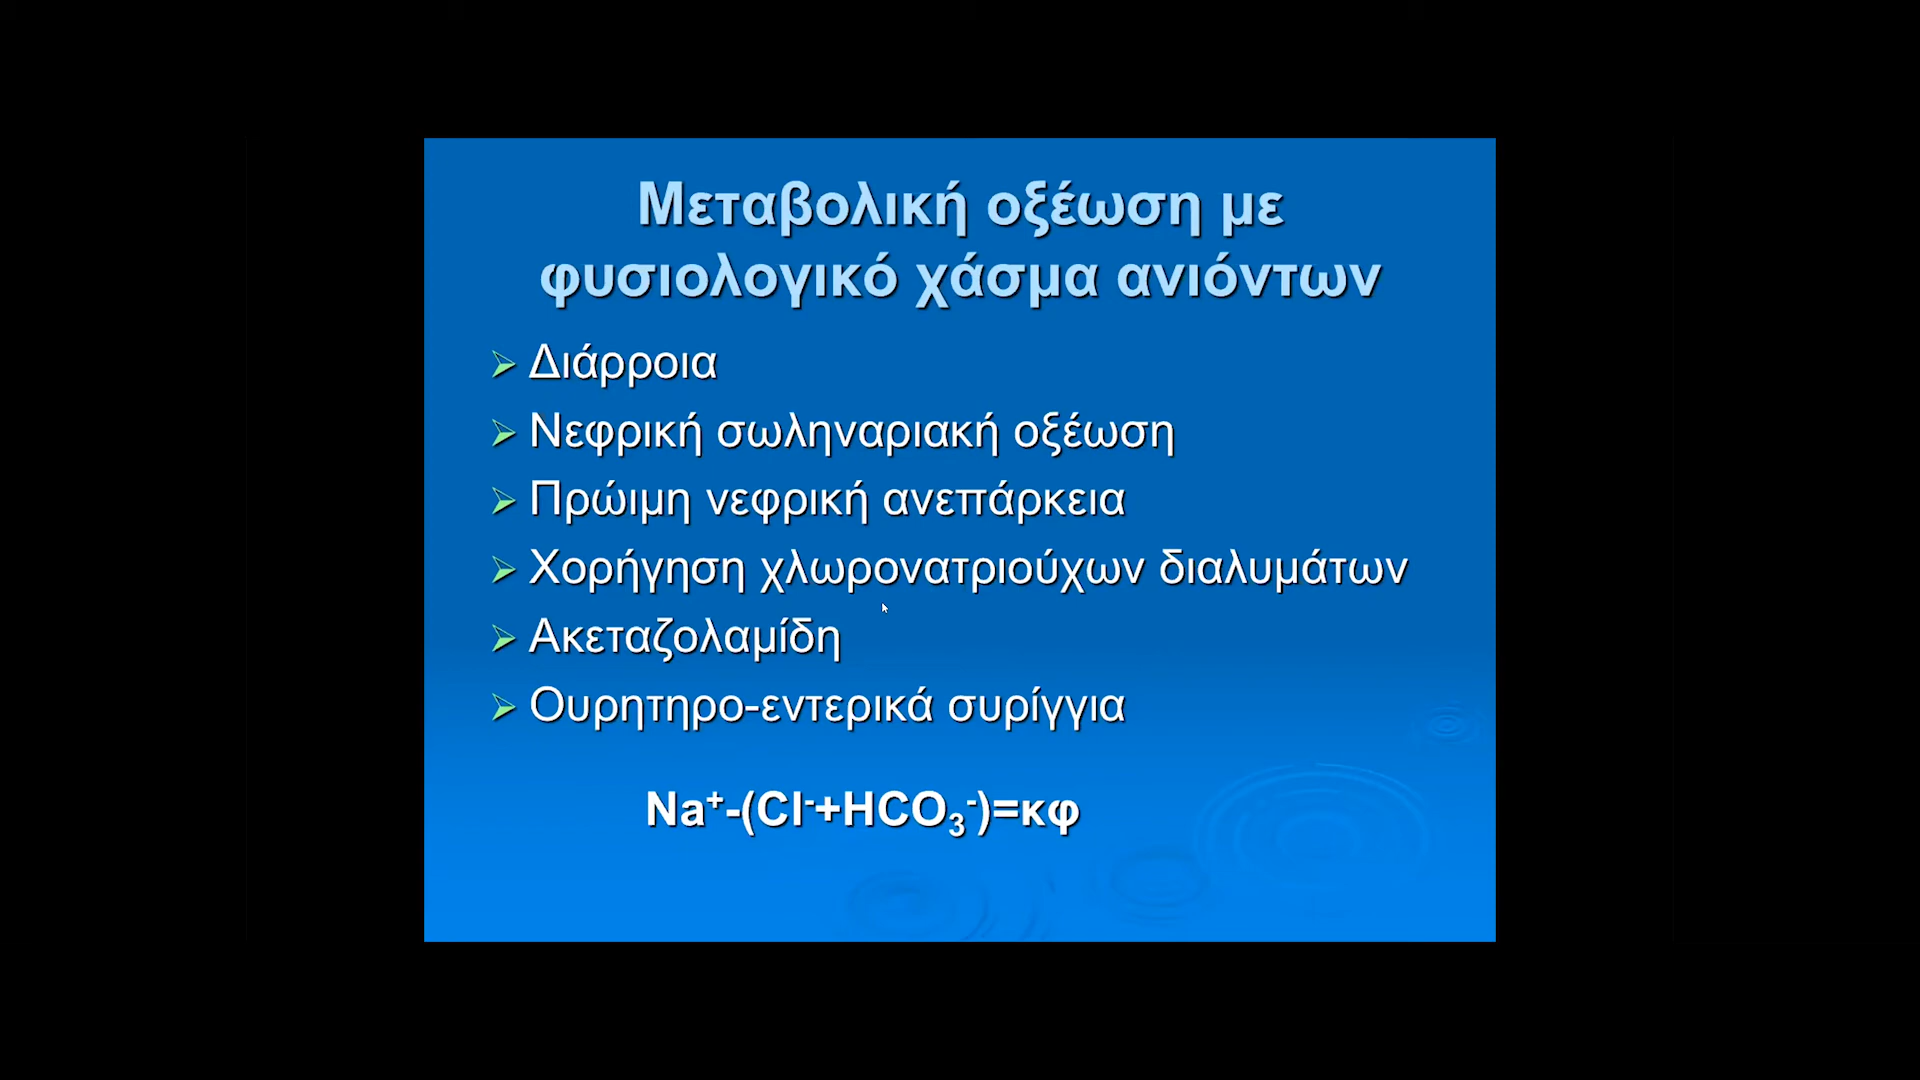 Μεταβολική οξέωση με
φυσιολογικό χάσμα ανιόντων
Διάρροια
Νεφρική σωληναριακή οξέωση
Πρώιμη νεφρική ανεπάρκεια
Χορήγηση χλωρονατριούχων διαλυμάτων
Ακεταζολαμίδη
Ουρητηρο-εντερικά συρίγγια
Na⁺-(Cl⁻+HCO₃⁻)=κφ